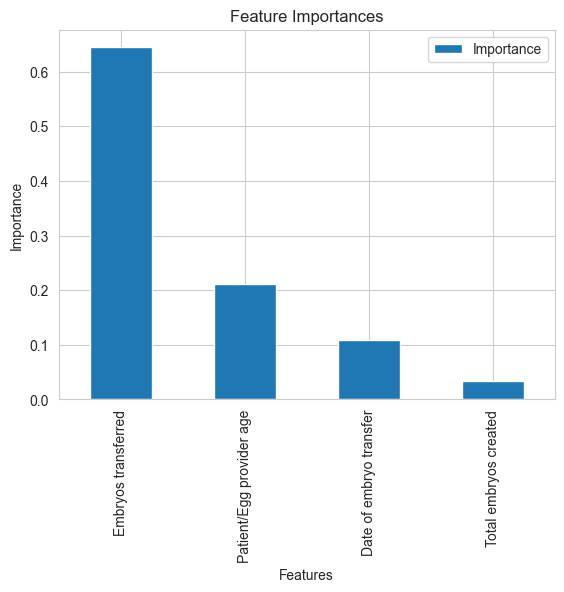 Feature Importances
Importance
Importance
0.6
0.5
0.4
0.3
0.2
0.1
0.0
Embryos transferred
Patient/Egg provider age
Date of embryo transfer
Total embryos created
Features